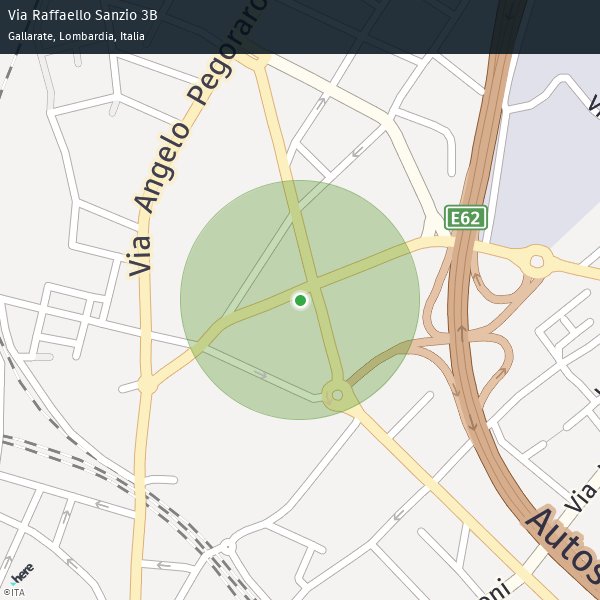 Via Raffaello Sanzio 3B
Gallarate, Lombardia, Italia
Via Angelo Pegoraro
E62
Via
Autos
oni
here
©ITA